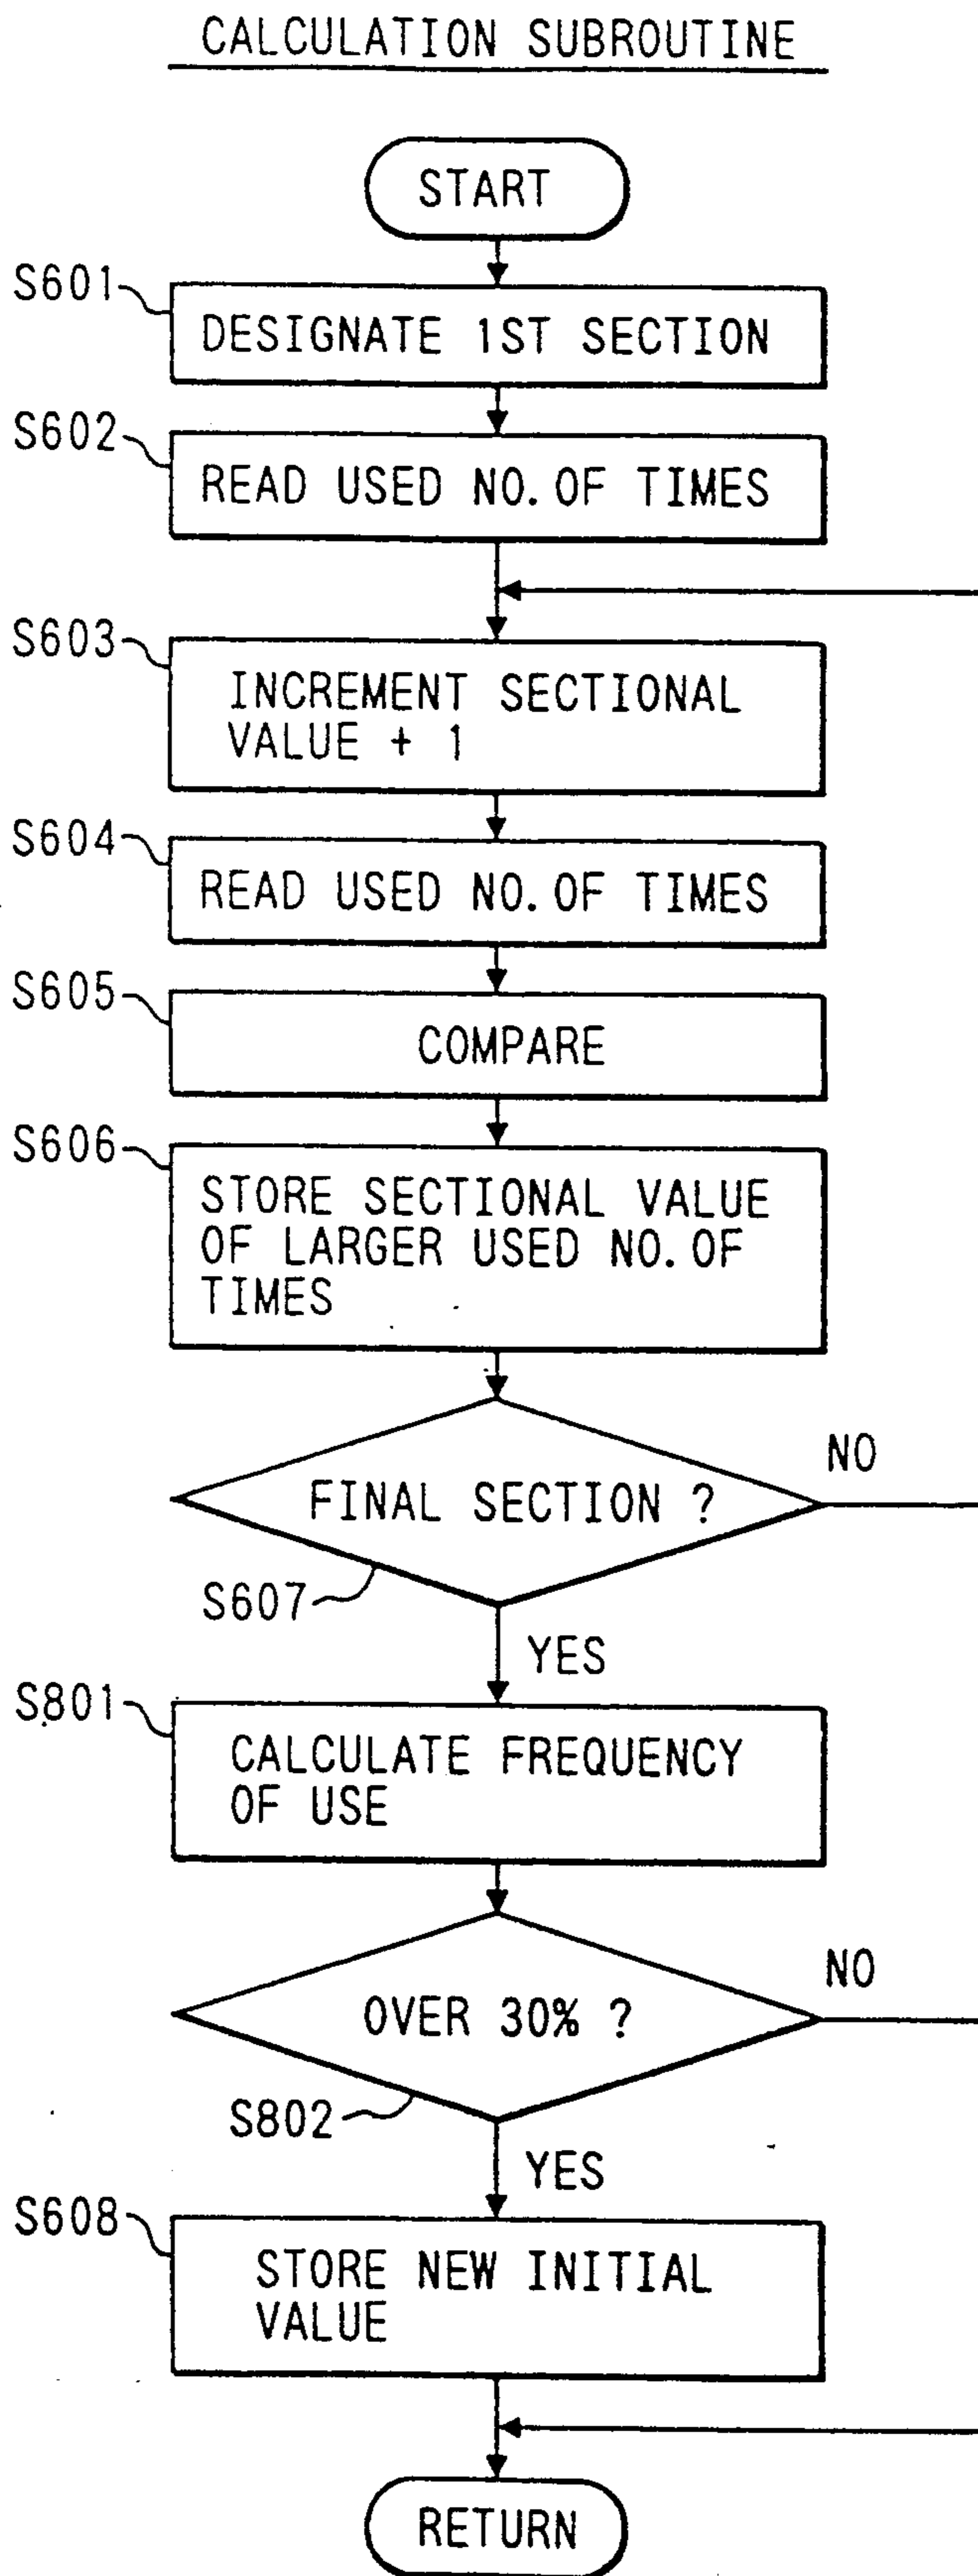 CALCULATION SUBROUTINE
START
S601
DESIGNATE 1ST SECTION
S602
READ USED NO. OF TIMES
S603
INCREMENT SECTIONAL
VALUE + 1
S604
READ USED NO. OF TIMES
S605
COMPARE
S606
STORE SECTIONAL VALUE
OF LARGER USED NO. OF
TIMES
NO
FINAL SECTION ?
S607
YES
S801
CALCULATE FREQUENCY
OF USE
NO
OVER 30% ?
S802
YES
S608
STORE NEW INITIAL
VALUE
RETURN